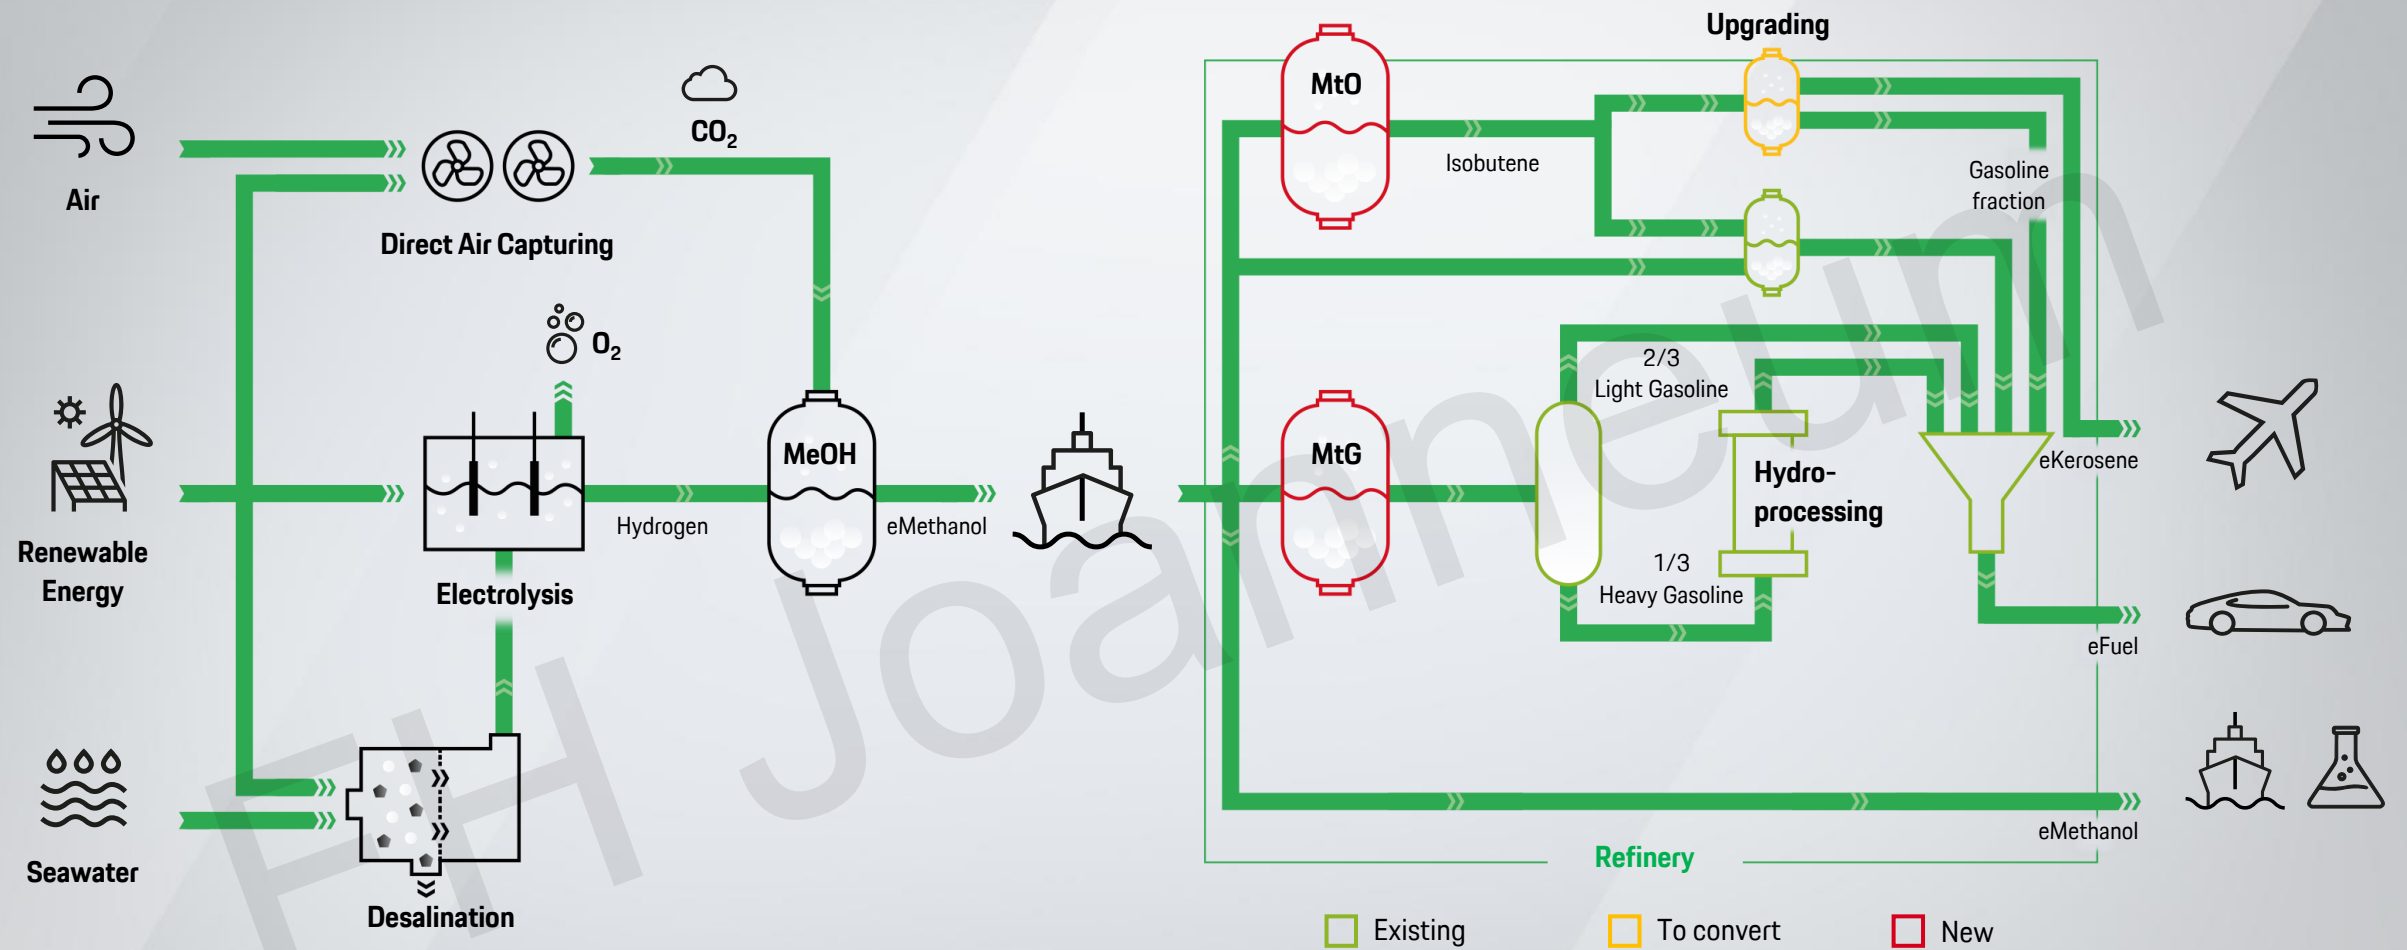 Air
Direct Air Capturing
CO₂
O₂
Renewable
Energy
Electrolysis
Hydrogen
MeOH
eMethanol
Seawater
Desalination
Upgrading
MtO
Isobutene
Gasoline
fraction
2/3
Light Gasoline
MtG
Hydro-
processing
1/3
Heavy Gasoline
eKerosene
eFuel
eMethanol
Refinery
Existing
To convert
New
FH Joanneum